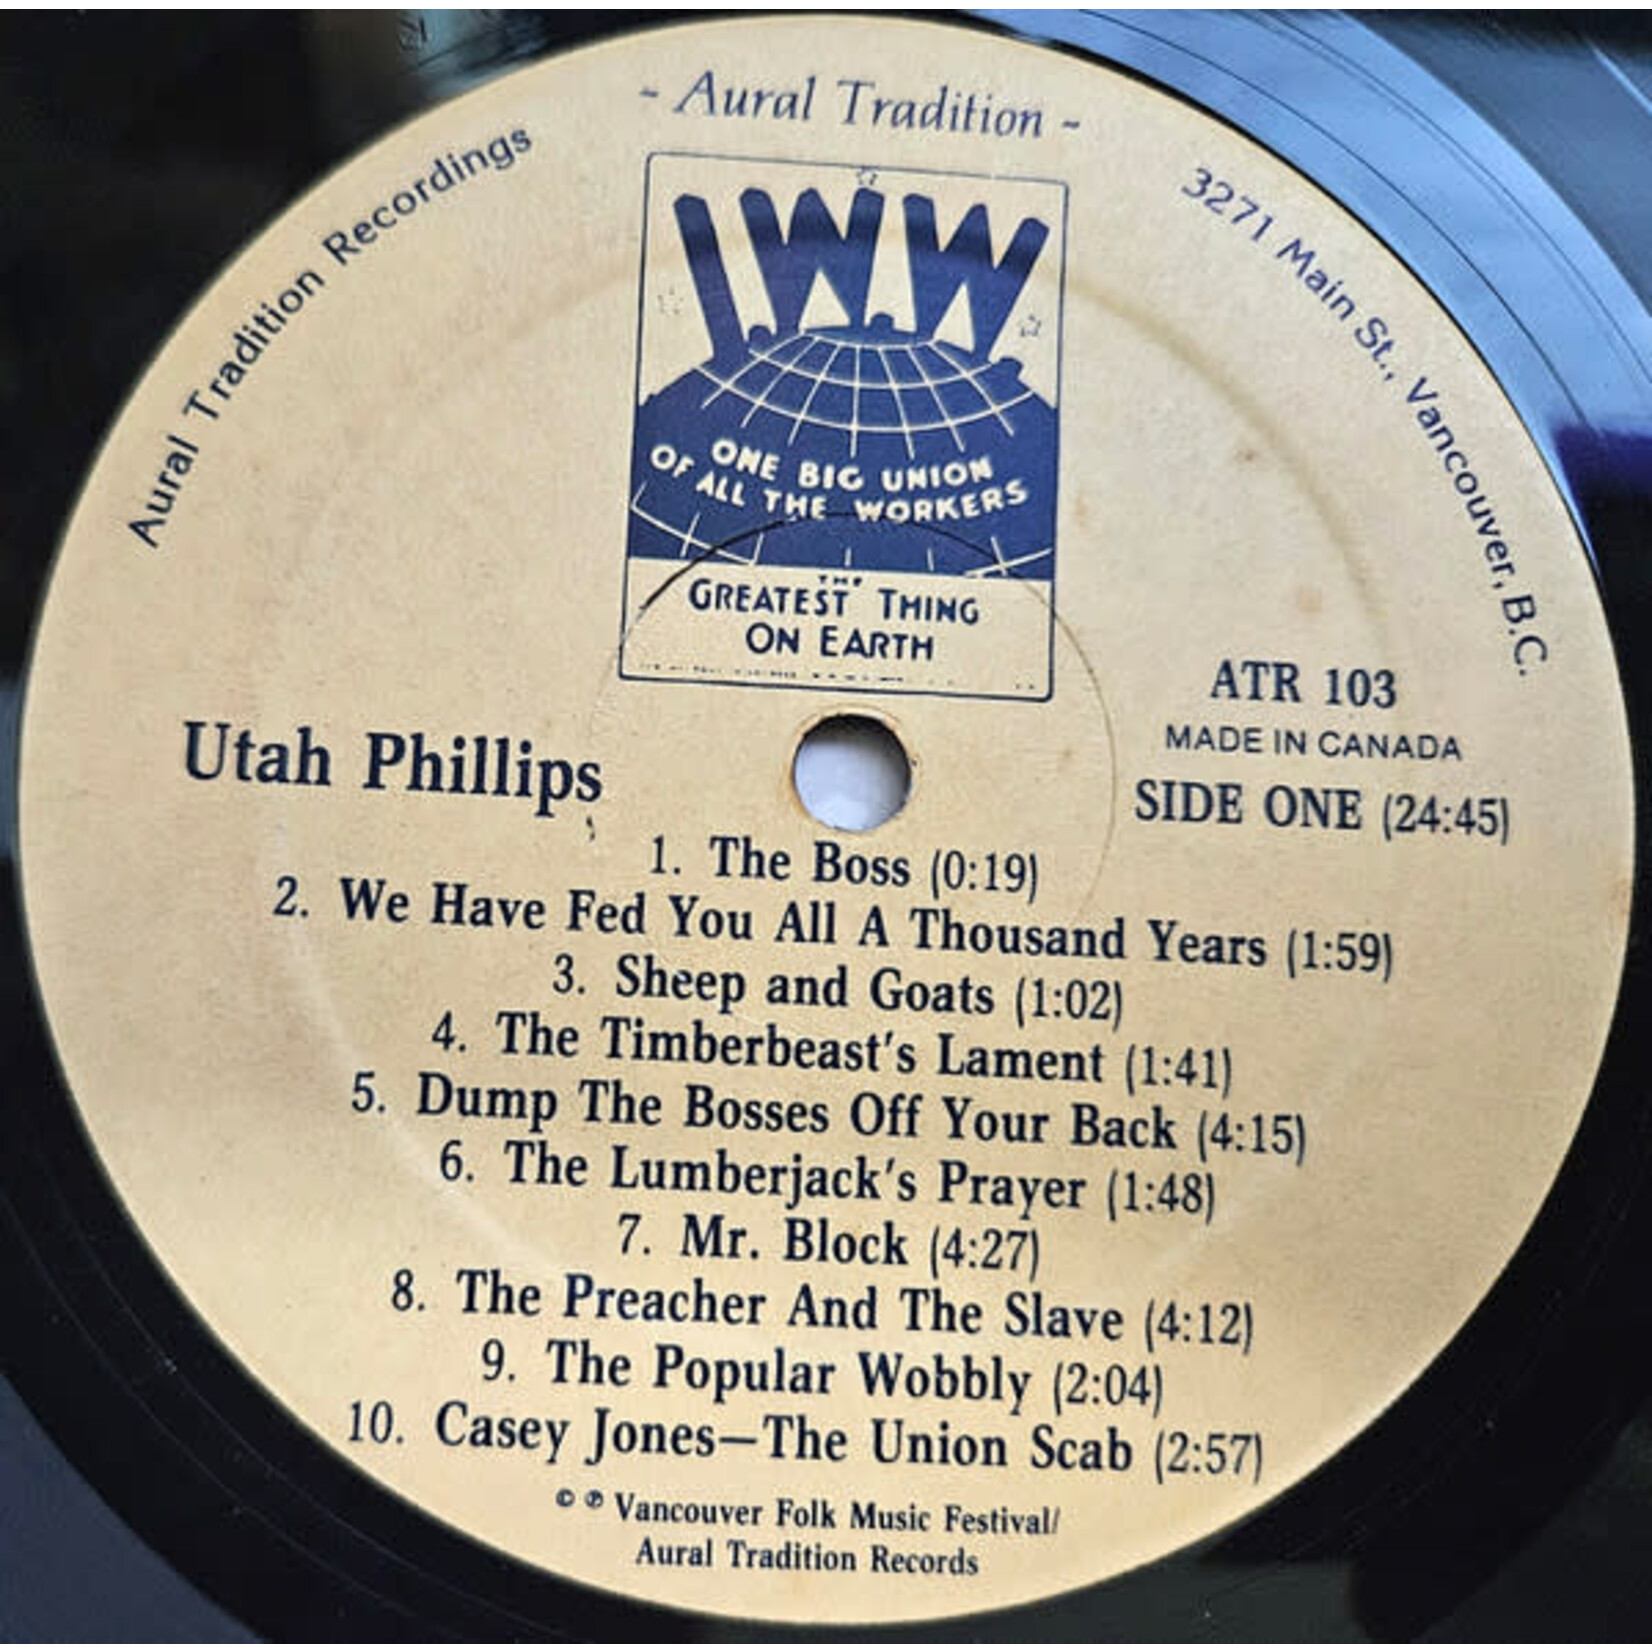 - Aural Tradition -
Aural Tradition Recordings
3271 Main St., Vancouver, B.C.
IWW
ONE BIG UNION
OF ALL THE WORKERS
THE
GREATEST THING
ON EARTH
ATR 103
MADE IN CANADA
SIDE ONE (24:45)
Utah Phillips
1. The Boss (0:19)
2. We Have Fed You All A Thousand Years (1:59)
3. Sheep and Goats (1:02)
4. The Timberbeast's Lament (1:41)
5. Dump The Bosses Off Your Back (4:15)
6. The Lumberjack's Prayer (1:48)
7. Mr. Block (4:27)
8. The Preacher And The Slave (4:12)
9. The Popular Wobbly (2:04)
10. Casey Jones—The Union Scab (2:57)
© ℗ Vancouver Folk Music Festival/
Aural Tradition Records